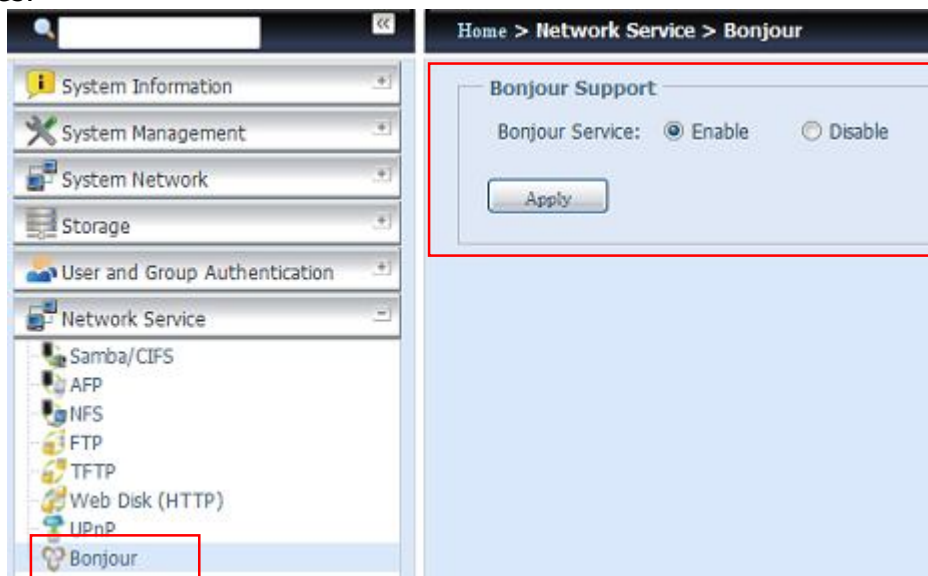 Home > Network Service > Bonjour
System Information
System Management
System Network
Storage
User and Group Authentication
Network Service
Samba/CIFS
AFP
NFS
FTP
TFTP
Web Disk (HTTP)
UPnP
Bonjour
Bonjour Support
Bonjour Service: Enable Disable
Apply